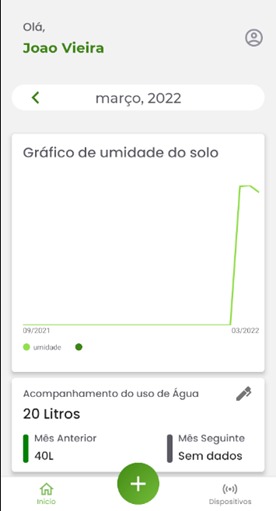 Olá,
Joao Vieira
março, 2022
Gráfico de umidade do solo
09/2021
03/2022
umidade
Acompanhamento do uso de Água
20 Litros
Mês Anterior
40L
Mês Seguinte
Sem dados
Início
Dispositivos